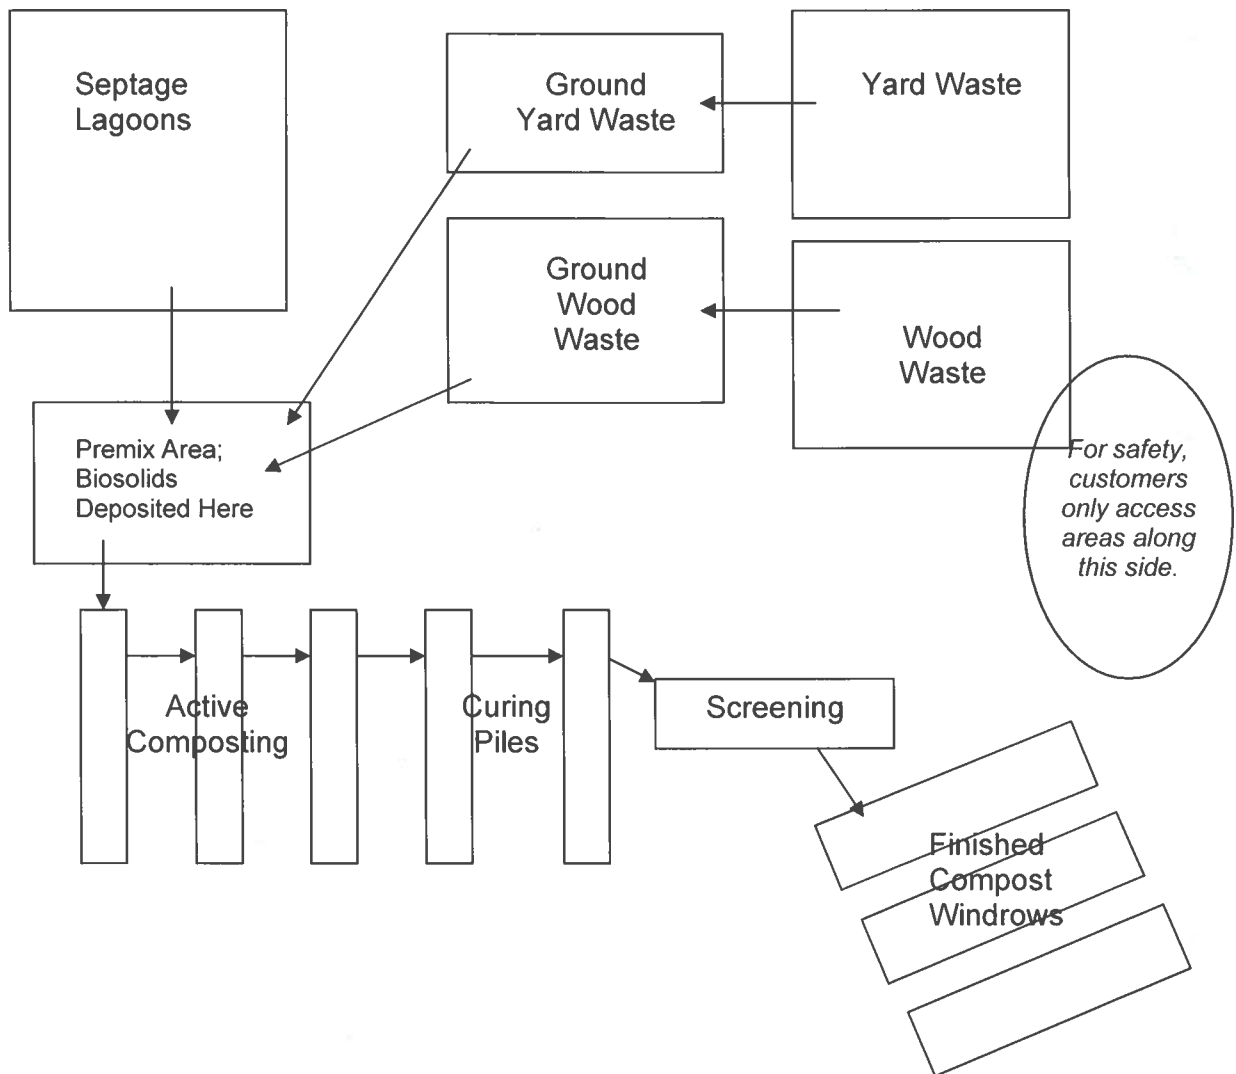 Septage
Lagoons
Ground
Yard Waste
Yard Waste
Ground
Wood
Waste
Wood
Waste
Premix Area;
Biosolids
Deposited Here
For safety,
customers
only access
areas along
this side.
Active
Composting
Curing
Piles
Screening
Finished
Compost
Windrows